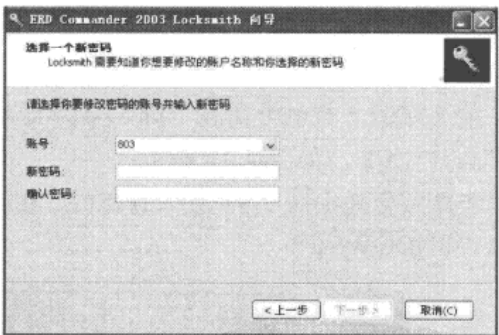 ERD Commander 2003 Locksmith 向导
选择一个新密码
Locksmith 需要知道你想要修改的账户名称和你选择的新密码
请选择你要修改密码的账号并输入新密码
账号
803
新密码:
确认密码:
<上一步
下一步>
取消(C)